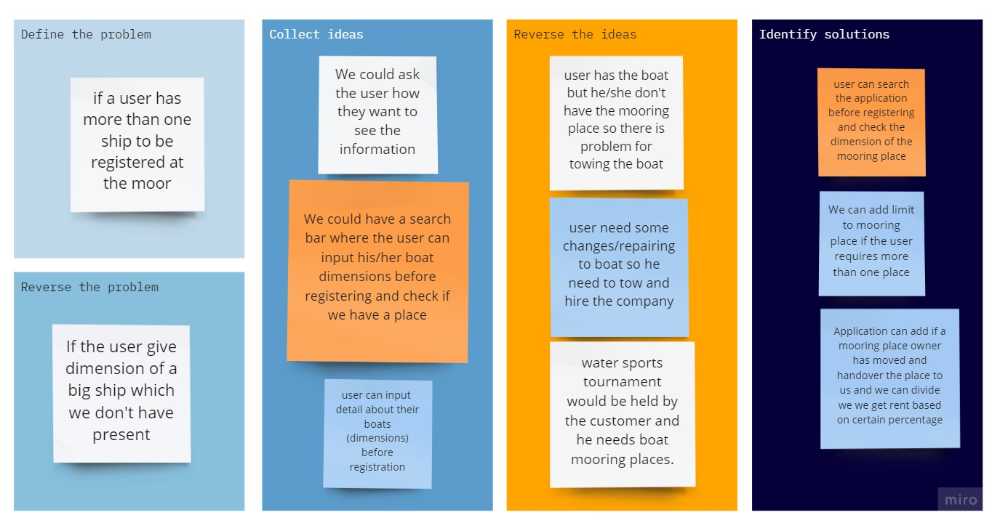 Define the problem
if a user has
more than one
ship to be
registered at
the moor
Reverse the problem
If the user give
dimension of a
big ship which
we don't have
present
Collect ideas
We could ask
the user how
they want to
see the
information
We could have a search
bar where the user can
input his/her boat
dimensions before
registering and check if
we have a place
user can input
detail about their
boats
(dimensions)
before
registration
Reverse the ideas
user has the boat
but he/she don't
have the mooring
place so there is
problem for
towing the boat
user need some
changes/repairing
to boat so he
need to tow and
hire the company
water sports
tournament
would be held by
the customer and
he needs boat
mooring places.
Identify solutions
user can search
the application
before registering
and check the
dimension of the
mooring place
We can add limit
to mooring
place if the user
requires more
than one place
Application can add if a
mooring place owner
has moved and
handover the place to
us and we can divide
we we get rent based
on certain percentage
miro